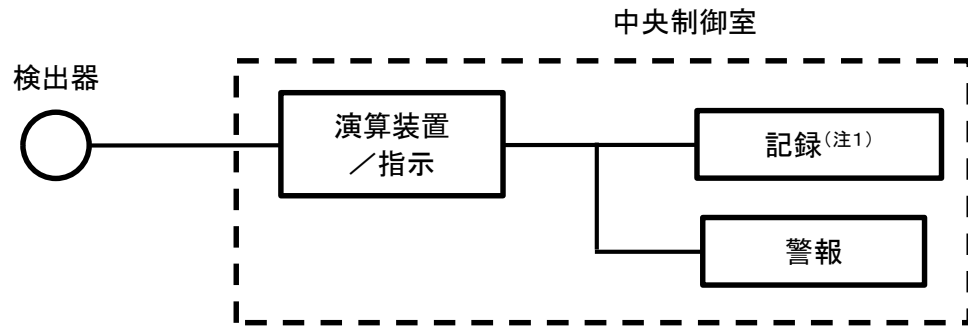 中央制御室
検出器
演算装置
／指示
記録(注1)
警報